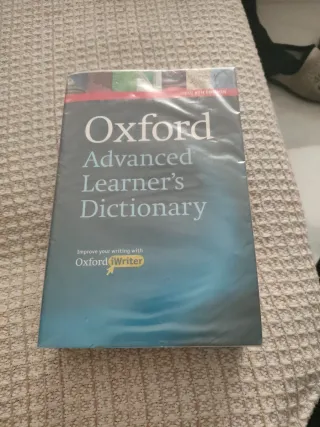 Oxford
Advanced
Learner's
Dictionary
Improve your writing with
Oxford iWriter